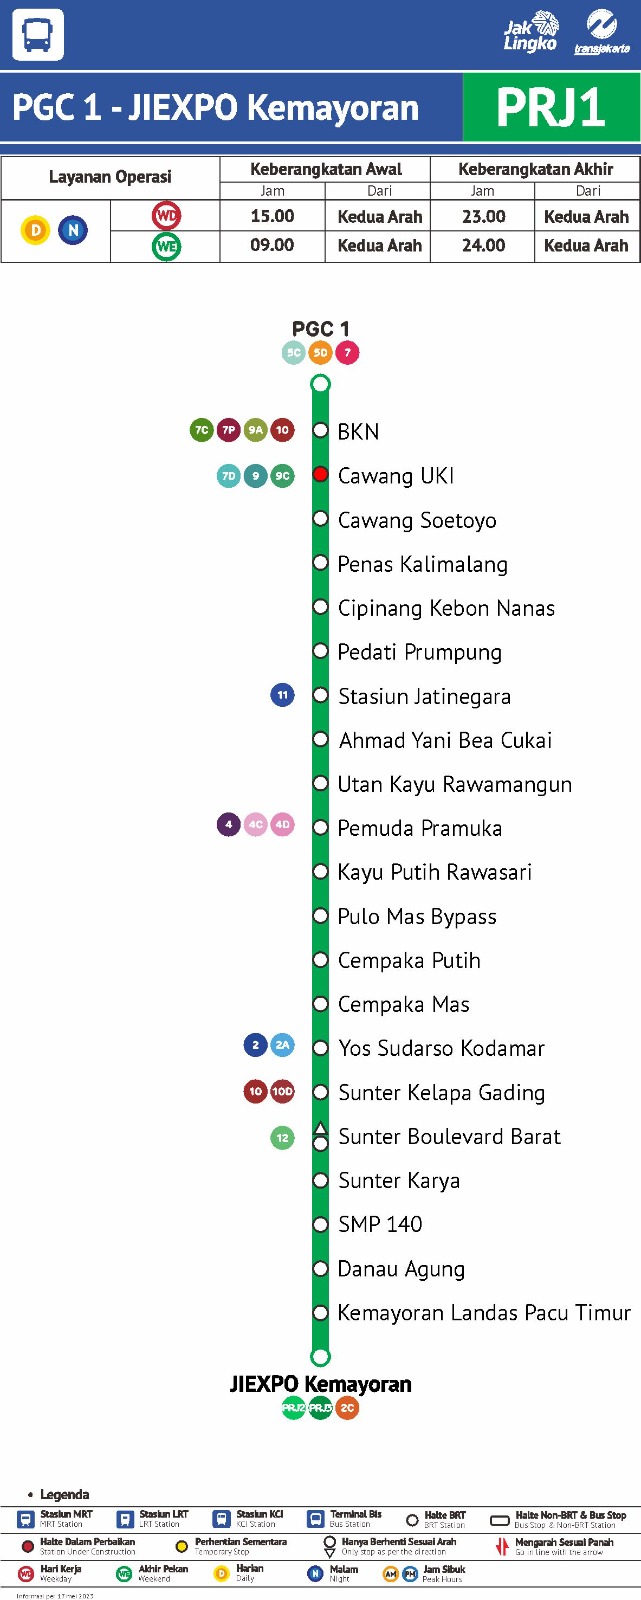 Jak
Lingko
transjakarta
PGC 1 - JIEXPO Kemayoran
PRJ1
Layanan Operasi
Keberangkatan Awal
Keberangkatan Akhir
Jam Dari Jam Dari
D N
WD 15.00 Kedua Arah 23.00 Kedua Arah
WE 09.00 Kedua Arah 24.00 Kedua Arah
PGC 1
5C 5D 7
7C 7P 9A 10 BKN
7D 9 9C Cawang UKI
Cawang Soetoyo
Penas Kalimalang
Cipinang Kebon Nanas
Pedati Prumpung
11 Stasiun Jatinegara
Ahmad Yani Bea Cukai
Utan Kayu Rawamangun
4 4C 4D Pemuda Pramuka
Kayu Putih Rawasari
Pulo Mas Bypass
Cempaka Putih
Cempaka Mas
2 2A Yos Sudarso Kodamar
10 10D Sunter Kelapa Gading
12 Sunter Boulevard Barat
Sunter Karya
SMP 140
Danau Agung
Kemayoran Landas Pacu Timur
JIEXPO Kemayoran
PRJ2 PRJ3 2C
• Legenda
Stasiun MRT
MRT Station
Stasiun LRT
LRT Station
Stasiun KCI
KCI Station
Terminal Bis
Bus Station
Halte BRT
BRT Station
Halte Non-BRT & Bus Stop
Bus Stop & Non-BRT Station
Halte Dalam Perbaikan
Station Under Construction
Perhentian Sementara
Temporary Stop
Hanya Berhenti Sesuai Arah
Only stop as per the direction
Mengarah Sesuai Panah
Go in line with the arrow
WD Hari Kerja
Weekday
WE Akhir Pekan
Weekend
D Harian
Daily
N Malam
Night
AM PM Jam Sibuk
Peak Hours
Informasi per 17 mei 2023